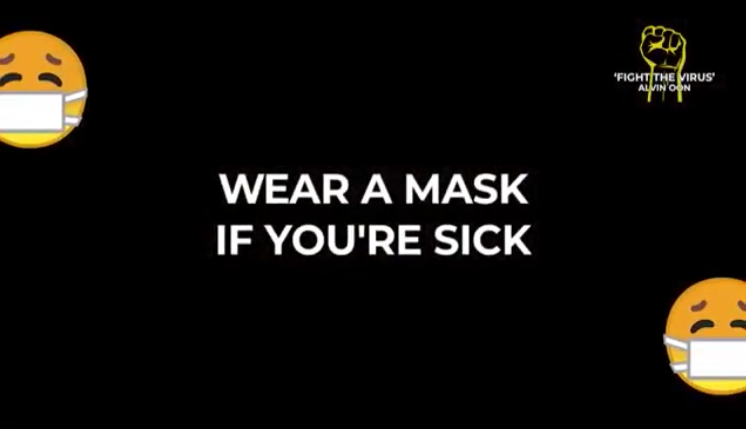 'FIGHT THE VIRUS'
ALVIN OON
WEAR A MASK
IF YOU'RE SICK